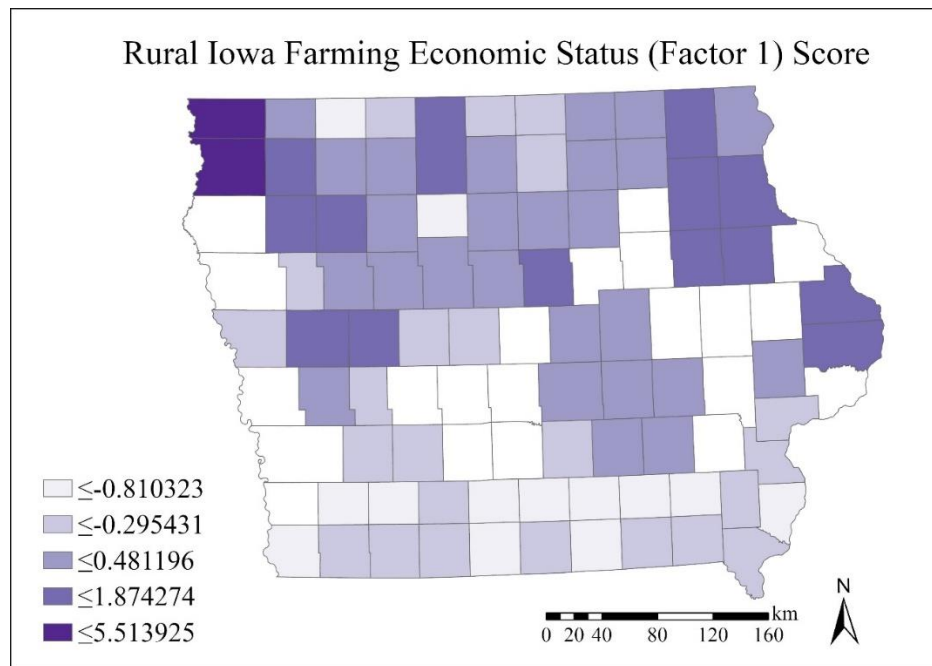 Rural Iowa Farming Economic Status (Factor 1) Score
≤-0.810323
≤-0.295431
≤0.481196
≤1.874274
≤5.513925
N
km
0 20 40 80 120 160